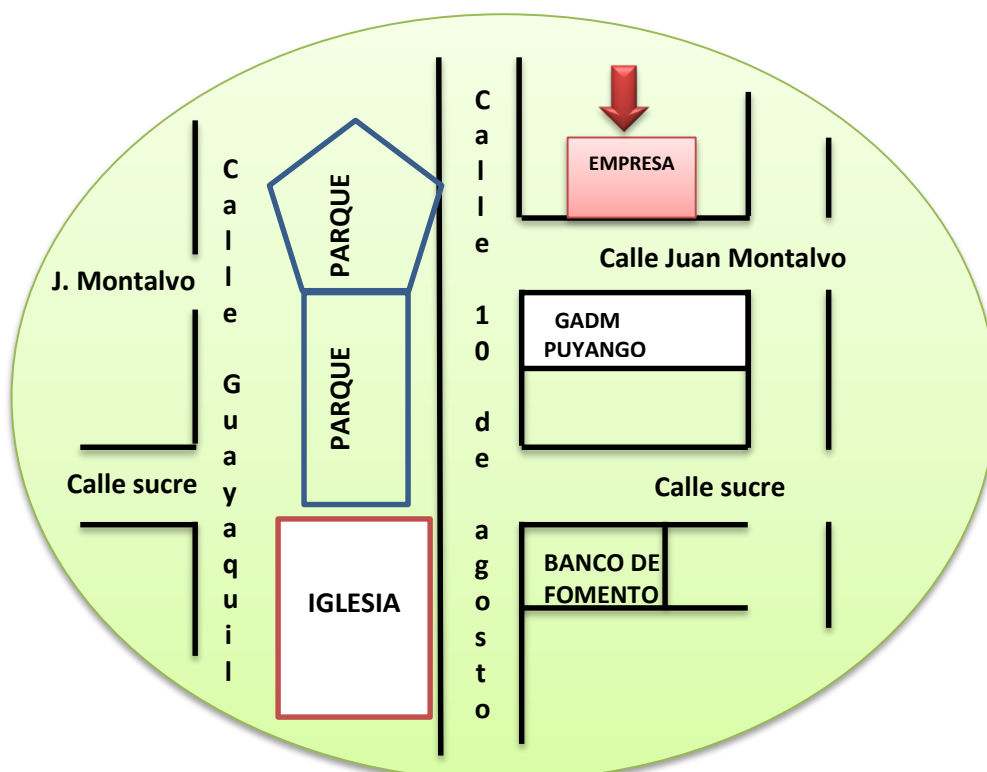 Calle Guayaquil
PARQUE
Calle 10 de agosto
EMPRESA
J. Montalvo
Calle Juan Montalvo
PARQUE
GADM
PUYANGO
Calle sucre
Calle sucre
IGLESIA
BANCO DE
FOMENTO